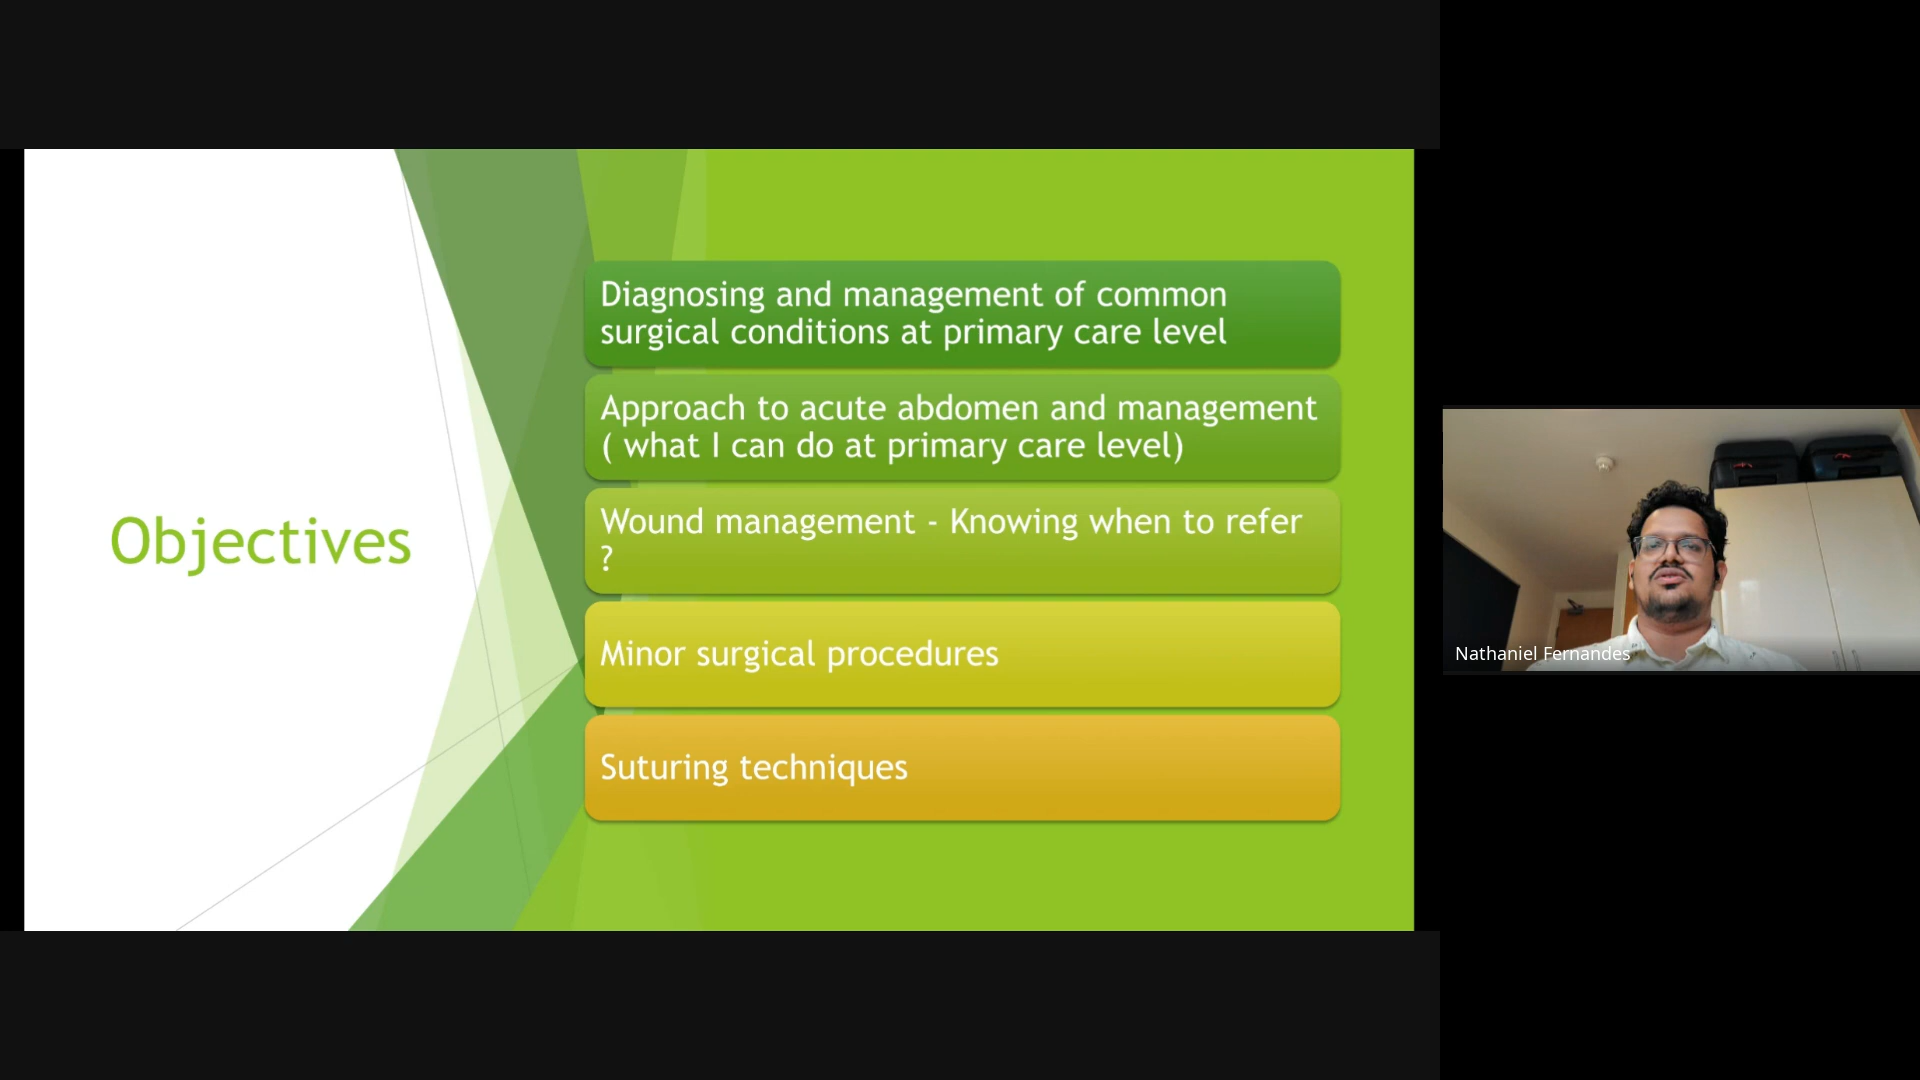 Objectives
Diagnosing and management of common
surgical conditions at primary care level
Approach to acute abdomen and management
( what I can do at primary care level)
Wound management - Knowing when to refer
?
Minor surgical procedures
Suturing techniques
Nathaniel Fernandes